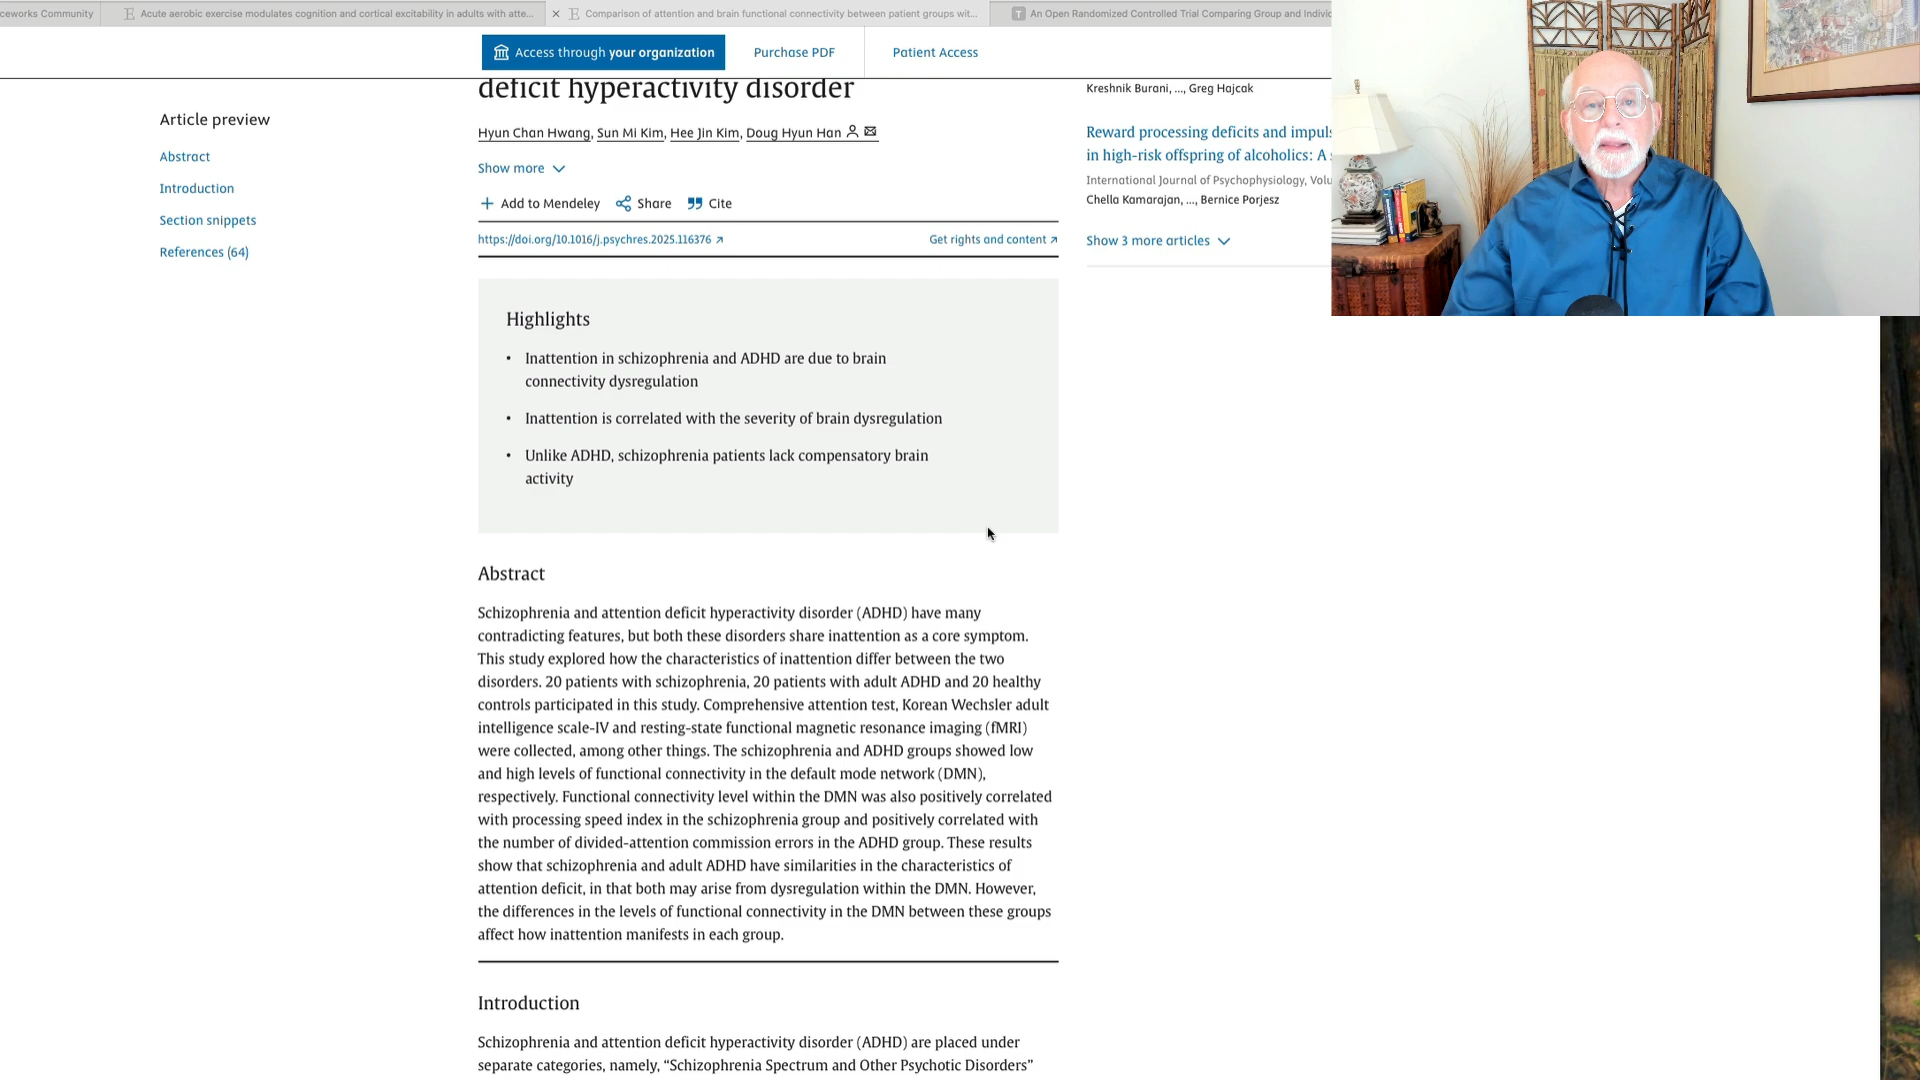 ceworks Community
Acute aerobic exercise modulates cognition and cortical excitability in adults with atte...
Comparison of attention and brain functional connectivity between patient groups wit...
An Open Randomized Controlled Trial Comparing Group and Indivi
Access through your organization
Purchase PDF
Patient Access
deficit hyperactivity disorder
Hyun Chan Hwang, Sun Mi Kim, Hee Jin Kim, Doug Hyun Han
Show more
Add to Mendeley
Share
Cite
https://doi.org/10.1016/j.psychres.2025.116376
Get rights and content
Article preview
Abstract
Introduction
Section snippets
References (64)
Highlights
• Inattention in schizophrenia and ADHD are due to brain
connectivity dysregulation
• Inattention is correlated with the severity of brain dysregulation
• Unlike ADHD, schizophrenia patients lack compensatory brain
activity
Abstract
Schizophrenia and attention deficit hyperactivity disorder (ADHD) have many
contradicting features, but both these disorders share inattention as a core symptom.
This study explored how the characteristics of inattention differ between the two
disorders. 20 patients with schizophrenia, 20 patients with adult ADHD and 20 healthy
controls participated in this study. Comprehensive attention test, Korean Wechsler adult
intelligence scale-IV and resting-state functional magnetic resonance imaging (fMRI)
were collected, among other things. The schizophrenia and ADHD groups showed low
and high levels of functional connectivity in the default mode network (DMN),
respectively. Functional connectivity level within the DMN was also positively correlated
with processing speed index in the schizophrenia group and positively correlated with
the number of divided-attention commission errors in the ADHD group. These results
show that schizophrenia and adult ADHD have similarities in the characteristics of
attention deficit, in that both may arise from dysregulation within the DMN. However,
the differences in the levels of functional connectivity in the DMN between these groups
affect how inattention manifests in each group.
Introduction
Schizophrenia and attention deficit hyperactivity disorder (ADHD) are placed under
separate categories, namely, “Schizophrenia Spectrum and Other Psychotic Disorders”
Kreshnik Burani, ..., Greg Hajcak
Reward processing deficits and impuls
in high-risk offspring of alcoholics: A
International Journal of Psychophysiology, Volu
Chella Kamarajan, ..., Bernice Porjesz
Show 3 more articles